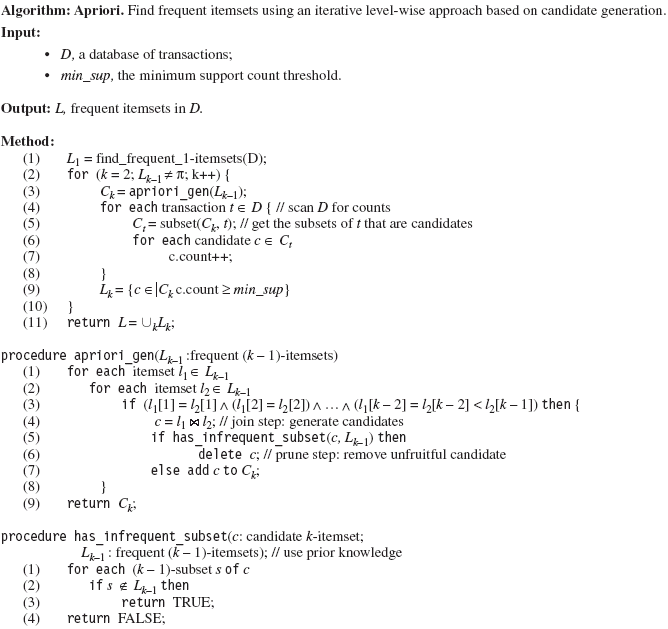 Algorithm: Apriori. Find frequent itemsets using an iterative level-wise approach based on candidate generation.
Input:
• D, a database of transactions;
• min_sup, the minimum support count threshold.
Output: L, frequent itemsets in D.
Method:
(1) L₁ = find_frequent_1-itemsets(D);
(2) for (k = 2; Lₖ₋₁ ≠ π; k++) {
(3) Cₖ = apriori_gen(Lₖ₋₁);
(4) for each transaction t ∈ D { // scan D for counts
(5) Cₜ = subset(Cₖ, t); // get the subsets of t that are candidates
(6) for each candidate c ∈ Cₜ
(7) c.count++;
(8) }
(9) Lₖ = {c ∈|Cₖ c.count ≥ min_sup}
(10) }
(11) return L = ∪ₖLₖ;
procedure apriori_gen(Lₖ₋₁ :frequent (k – 1)-itemsets)
(1) for each itemset l₁ ∈ Lₖ₋₁
(2) for each itemset l₂ ∈ Lₖ₋₁
(3) if (l₁[1] = l₂[1] ∧ (l₁[2] = l₂[2]) ∧ … ∧ (l₁[k – 2] = l₂[k – 2] < l₂[k – 1]) then {
(4) c = l₁ ⋈ l₂; // join step: generate candidates
(5) if has_infrequent_subset(c, Lₖ₋₁) then
(6) delete c; // prune step: remove unfruitful candidate
(7) else add c to Cₖ;
(8) }
(9) return Cₖ;
procedure has_infrequent_subset(c: candidate k-itemset;
Lₖ₋₁ : frequent (k – 1)-itemsets); // use prior knowledge
(1) for each (k – 1)-subset s of c
(2) if s ∉ Lₖ₋₁ then
(3) return TRUE;
(4) return FALSE;